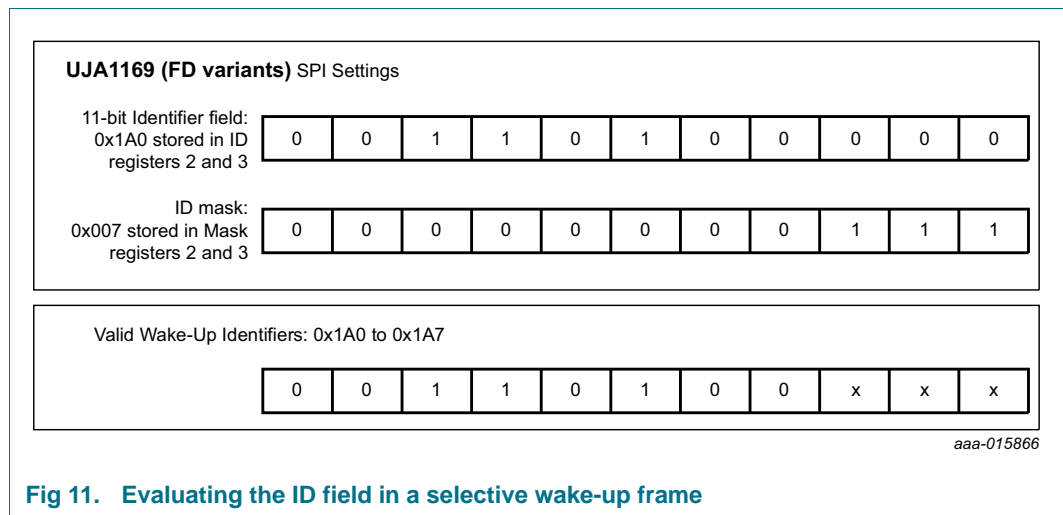 UJA1169 (FD variants) SPI Settings
11-bit Identifier field:
0x1A0 stored in ID
registers 2 and 3
0 0 1 1 0 1 0 0 0 0 0
ID mask:
0x007 stored in Mask
registers 2 and 3
0 0 0 0 0 0 0 0 1 1 1
Valid Wake-Up Identifiers: 0x1A0 to 0x1A7
0 0 1 1 0 1 0 0 x x x
aaa-015866
Fig 11. Evaluating the ID field in a selective wake-up frame